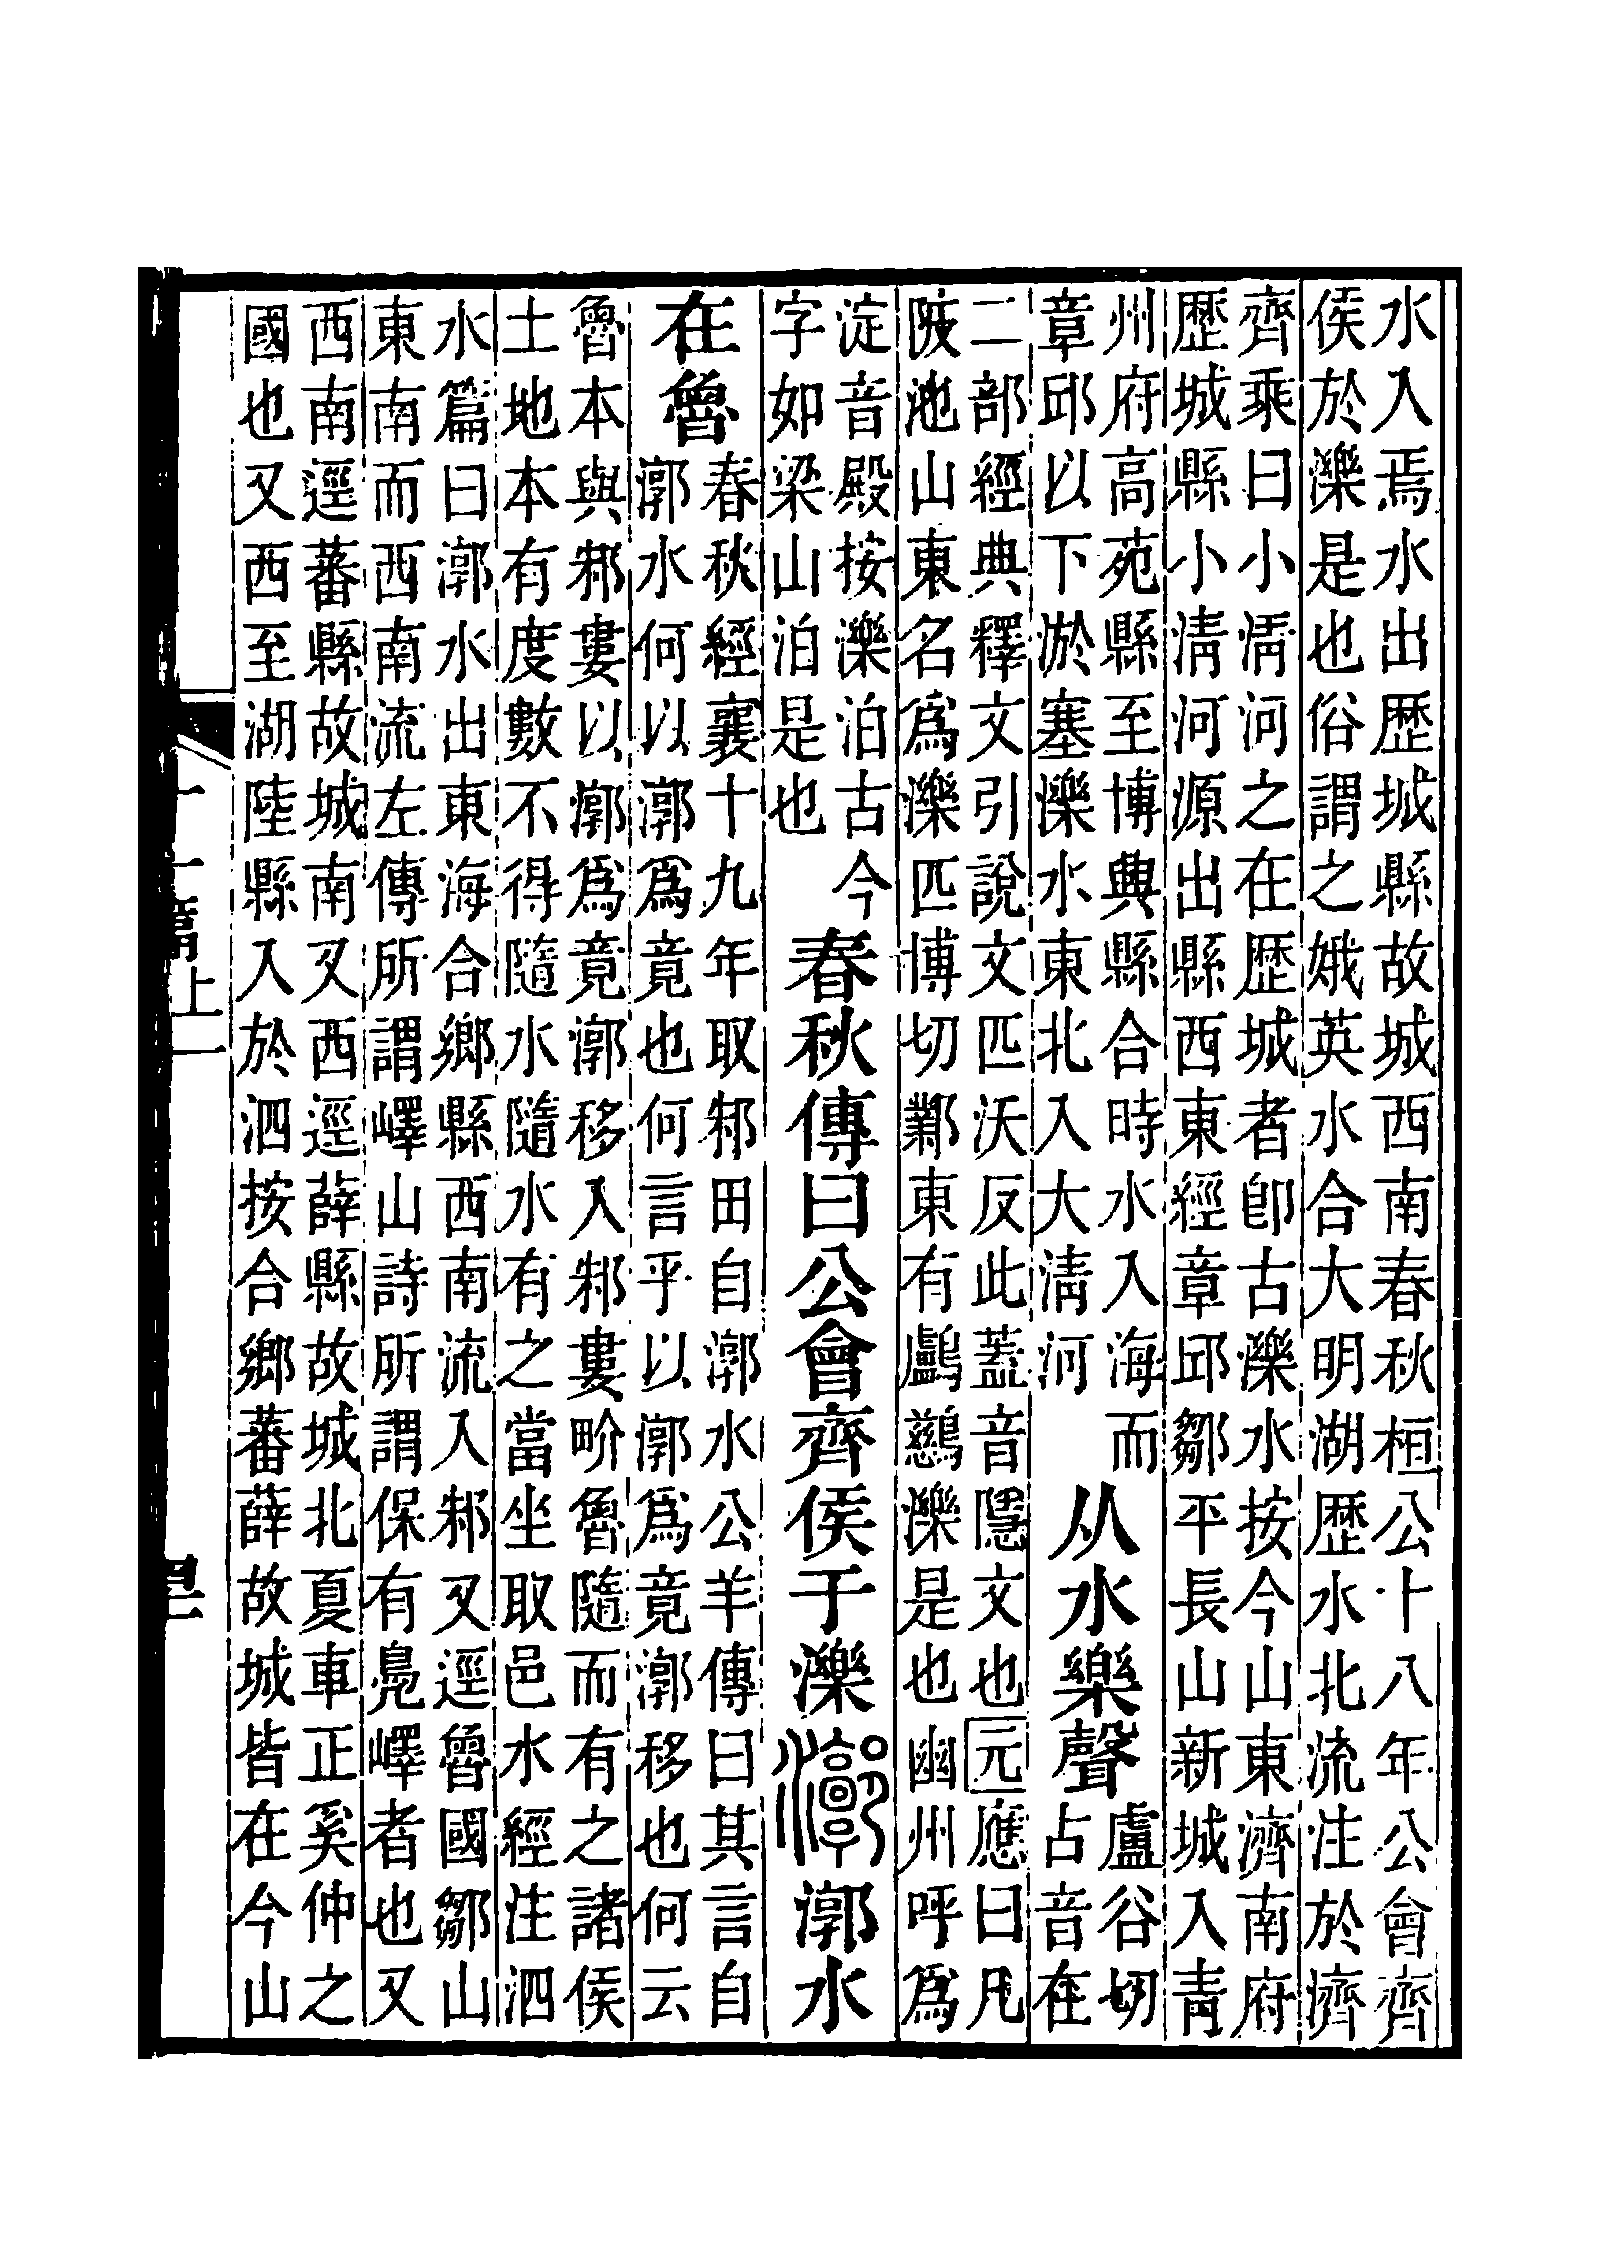 水入焉水出歷城縣故城西南春秋桓公十八年公會齊
侯於濼是也俗謂之娥英水合大明湖歷水北流注於濟
齊乘曰小淸河之在歷城者卽古濼水按今山東濟南府
歷城縣小淸河源出縣西東經章邱鄒平長山新城入靑
州府高苑縣至博興縣合時水入海而
章邱以下淤塞濼水東北入大淸河
从水樂聲
盧谷切
古音在
二部經典釋文引說文匹沃反此葢音隱文也元應曰凡
陂池山東名爲濼匹博切鄴東有鸕鷀濼是也幽州呼爲
淀音殿按濼泊古今
字如梁山泊是也
春秋傳曰公會齊侯于濼
漷水
在魯
春秋經襄十九年取邾田自漷水公羊傳曰其言自
漷水何以漷爲竟也何言乎以漷爲竟漷移也何云
魯本與邾婁以漷爲竟漷移入邾婁畍魯隨而有之諸侯
土地本有度數不得隨水隨水有之當坐取邑水經注泗
水篇曰漷水出東海合鄉縣西南流入邾又逕魯國鄒山
東南而西南流左傳所謂嶧山詩所謂保有鳧嶧者也又
西南逕蕃縣故城南又西逕薛縣故城北夏車正奚仲之
國也又西至湖陸縣入於泗按合鄉蕃薛故城皆在今山
十一篇上一